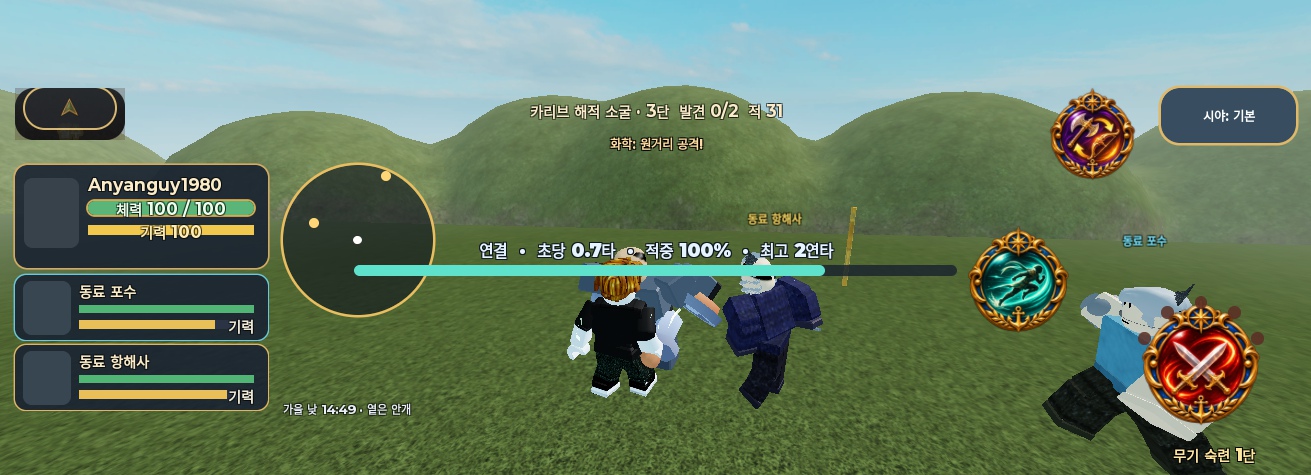 카리브 해적 소굴 · 3단 발견 0/2 적 31
시야: 기본
화학: 원거리 공격!
Anyanguy1980
체력 100 / 100
기력 100
동료 항해사
동료 포수
연결 • 초당 0.7타 • 적중 100% • 최고 2연타
동료 포수
기력
동료 항해사
기력
가을 낮 14:49 · 옅은 안개
무기 숙련 1단